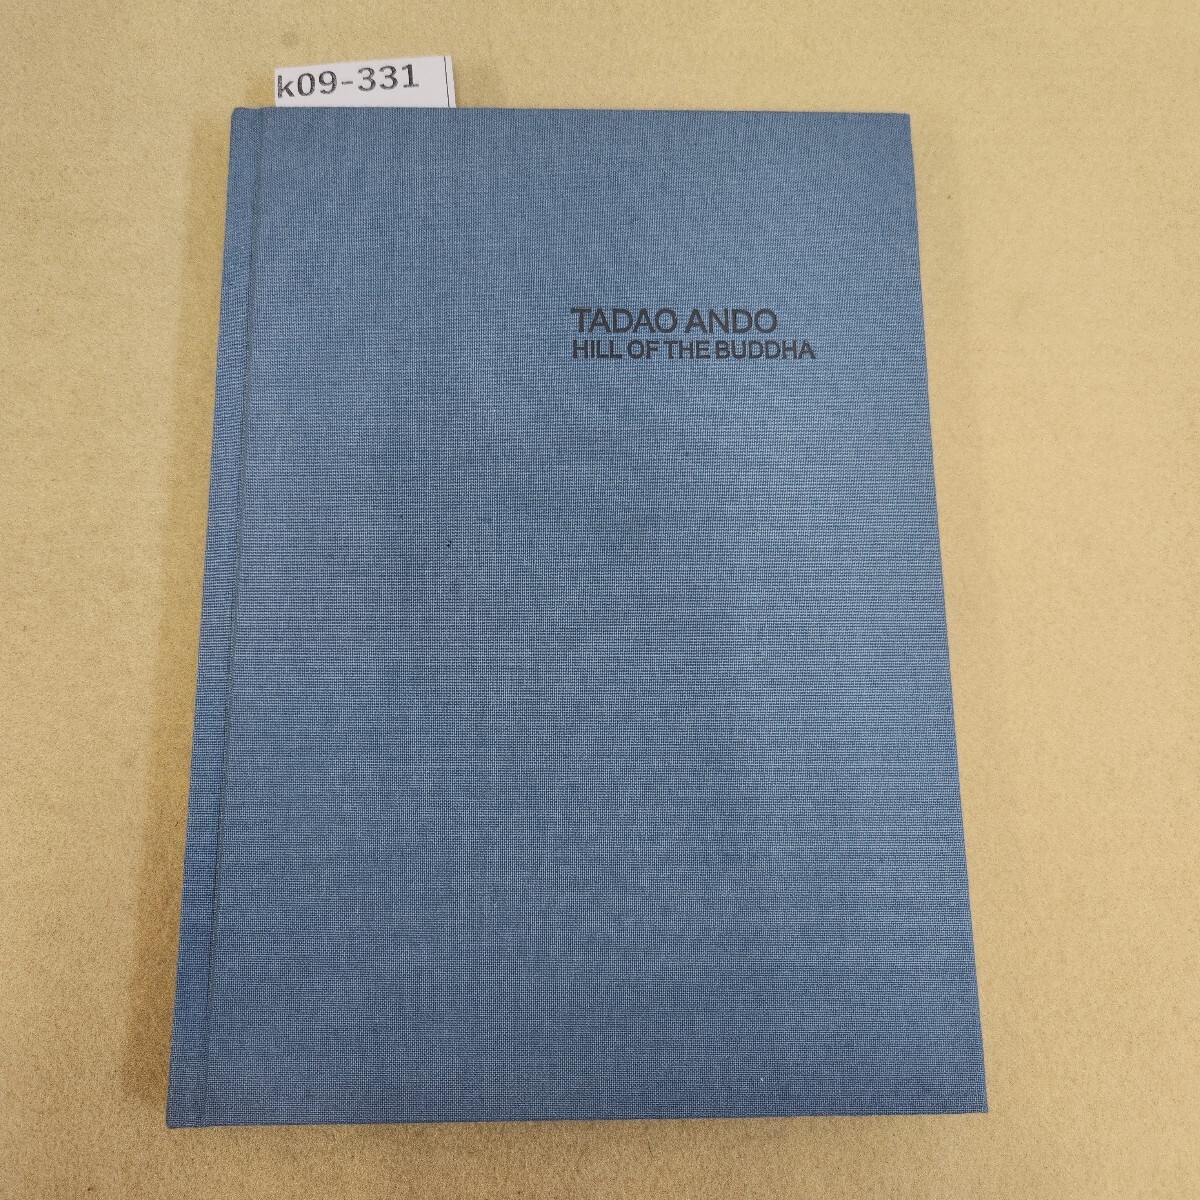 k09-331
TADAO ANDO
HILL OF THE BUDDHA